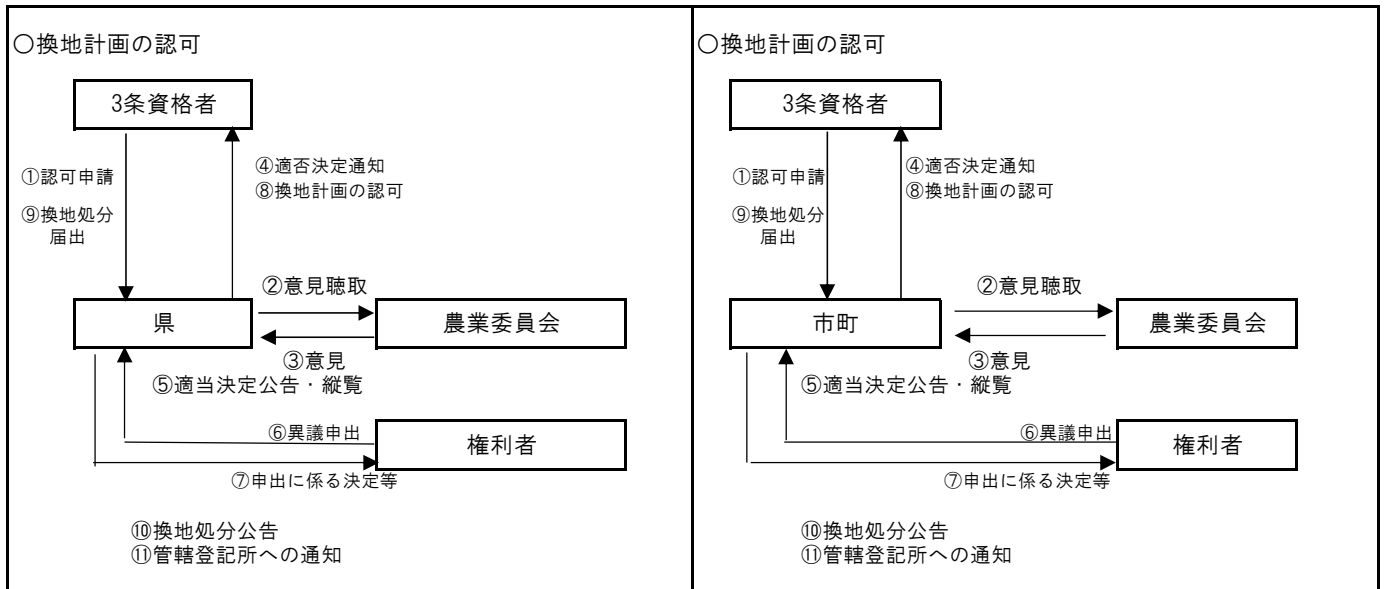 ○換地計画の認可
3条資格者
④適否決定通知
①認可申請
⑧換地計画の認可
⑨換地処分
届出
②意見聴取
県
農業委員会
③意見
⑤適当決定公告・縦覧
⑥異議申出
権利者
⑦申出に係る決定等
⑩換地処分公告
⑪管轄登記所への通知
○換地計画の認可
3条資格者
④適否決定通知
①認可申請
⑧換地計画の認可
⑨換地処分
届出
②意見聴取
市町
農業委員会
③意見
⑤適当決定公告・縦覧
⑥異議申出
権利者
⑦申出に係る決定等
⑩換地処分公告
⑪管轄登記所への通知